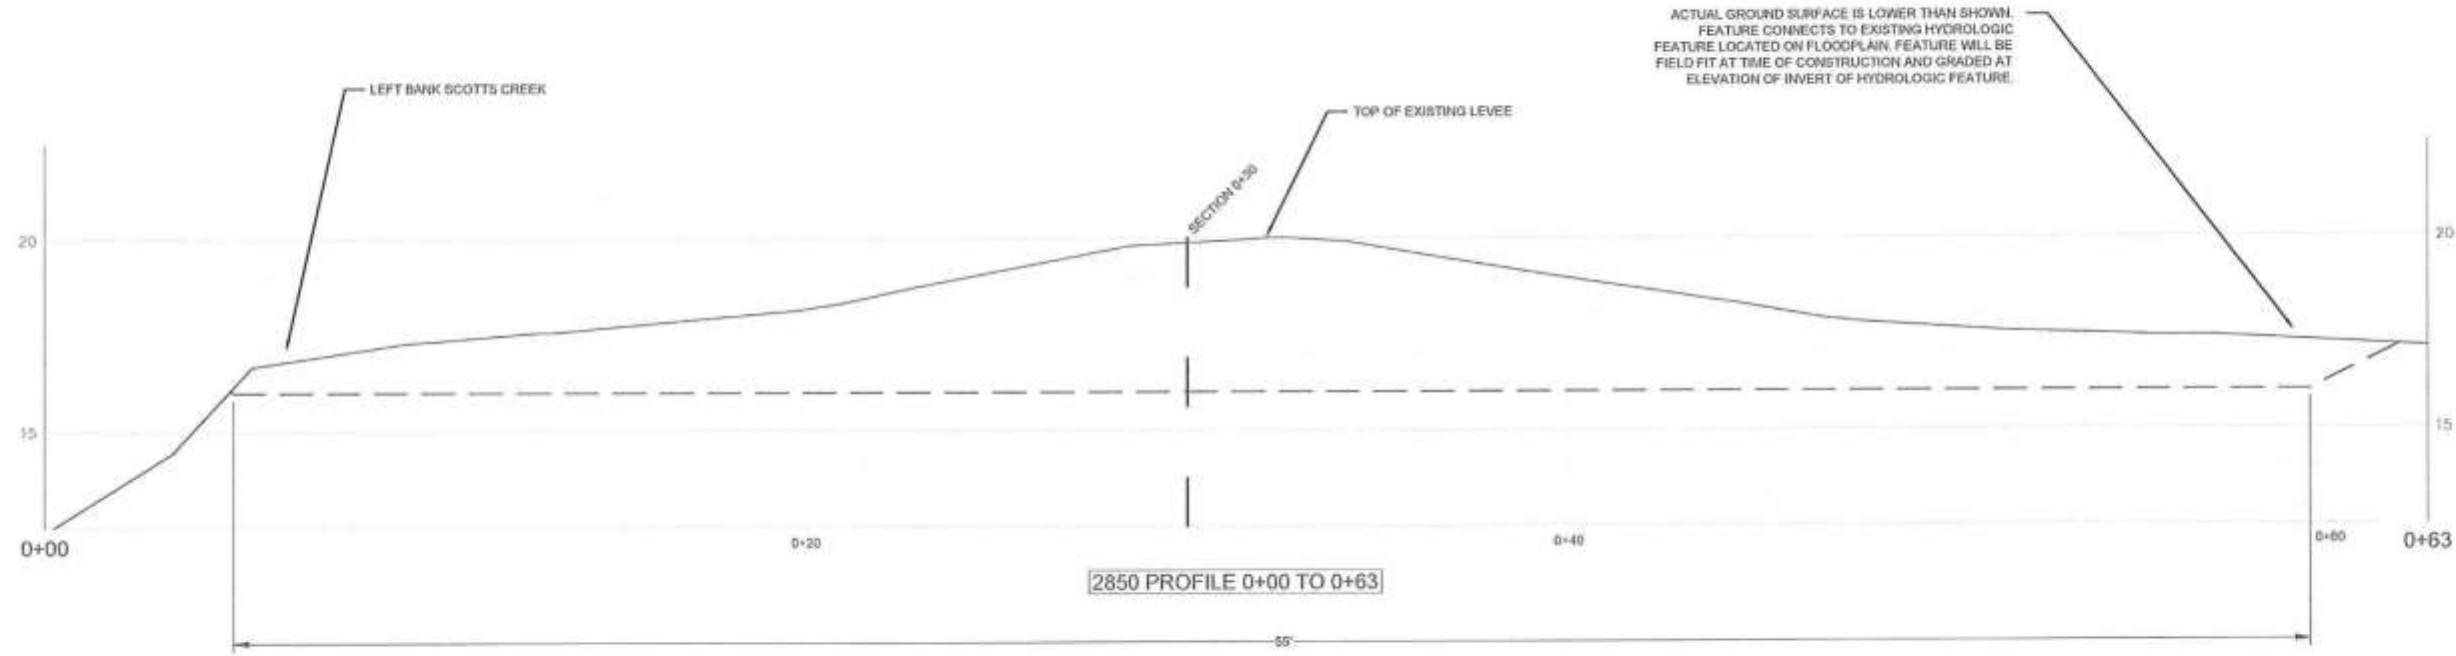 ACTUAL GROUND SURFACE IS LOWER THAN SHOWN.
FEATURE CONNECTS TO EXISTING HYDROLOGIC
FEATURE LOCATED ON FLOODPLAIN. FEATURE WILL BE
FIELD FIT AT TIME OF CONSTRUCTION AND GRADED AT
ELEVATION OF INVERT OF HYDROLOGIC FEATURE.
LEFT BANK SCOTTS CREEK
TOP OF EXISTING LEVEE
SECTION 0+30
20
20
15
15
0+00
0+20
0+40
0+60
0+63
2850 PROFILE 0+00 TO 0+63
55'